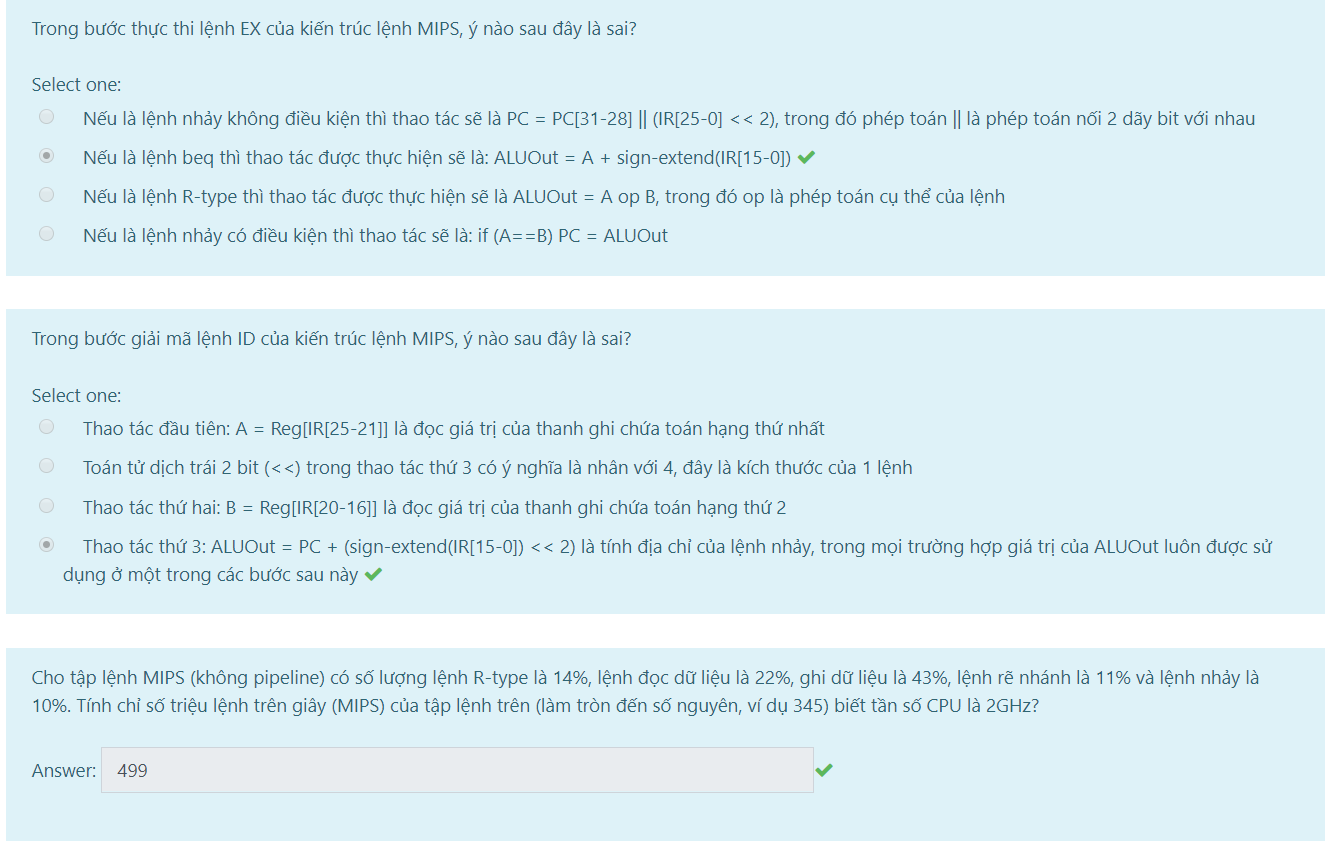 Trong bước thực thi lệnh EX của kiến trúc lệnh MIPS, ý nào sau đây là sai?
Select one:
Nếu là lệnh nhảy không điều kiện thì thao tác sẽ là PC = PC[31-28] || (IR[25-0] << 2), trong đó phép toán || là phép toán nối 2 dãy bit với nhau
Nếu là lệnh beq thì thao tác được thực hiện sẽ là: ALUOut = A + sign-extend(IR[15-0])
Nếu là lệnh R-type thì thao tác được thực hiện sẽ là ALUOut = A op B, trong đó op là phép toán cụ thể của lệnh
Nếu là lệnh nhảy có điều kiện thì thao tác sẽ là: if (A==B) PC = ALUOut
Trong bước giải mã lệnh ID của kiến trúc lệnh MIPS, ý nào sau đây là sai?
Select one:
Thao tác đầu tiên: A = Reg[IR[25-21]] là đọc giá trị của thanh ghi chứa toán hạng thứ nhất
Toán tử dịch trái 2 bit (<<) trong thao tác thứ 3 có ý nghĩa là nhân với 4, đây là kích thước của 1 lệnh
Thao tác thứ hai: B = Reg[IR[20-16]] là đọc giá trị của thanh ghi chứa toán hạng thứ 2
Thao tác thứ 3: ALUOut = PC + (sign-extend(IR[15-0]) << 2) là tính địa chỉ của lệnh nhảy, trong mọi trường hợp giá trị của ALUOut luôn được sử
dụng ở một trong các bước sau này
Cho tập lệnh MIPS (không pipeline) có số lượng lệnh R-type là 14%, lệnh đọc dữ liệu là 22%, ghi dữ liệu là 43%, lệnh rẽ nhánh là 11% và lệnh nhảy là
10%. Tính chỉ số triệu lệnh trên giây (MIPS) của tập lệnh trên (làm tròn đến số nguyên, ví dụ 345) biết tần số CPU là 2GHz?
Answer: 499